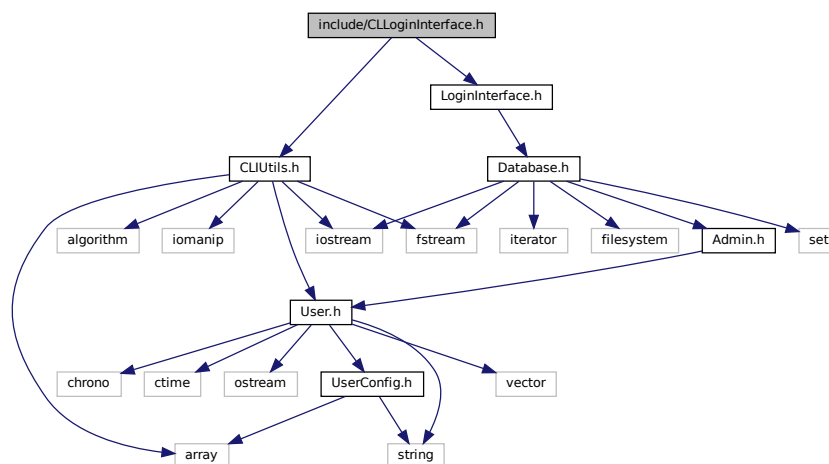 include/CLLoginInterface.h
LoginInterface.h
CLIUtils.h
Database.h
algorithm
iomanip
iostream
fstream
iterator
filesystem
Admin.h
set
User.h
chrono
ctime
ostream
UserConfig.h
vector
array
string